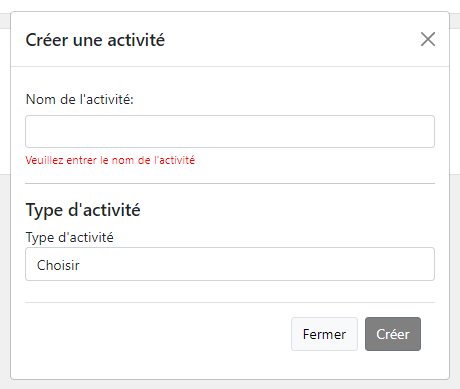 Créer une activité
Nom de l'activité:
Veuillez entrer le nom de l'activité
Type d'activité
Type d'activité
Choisir
Fermer
Créer